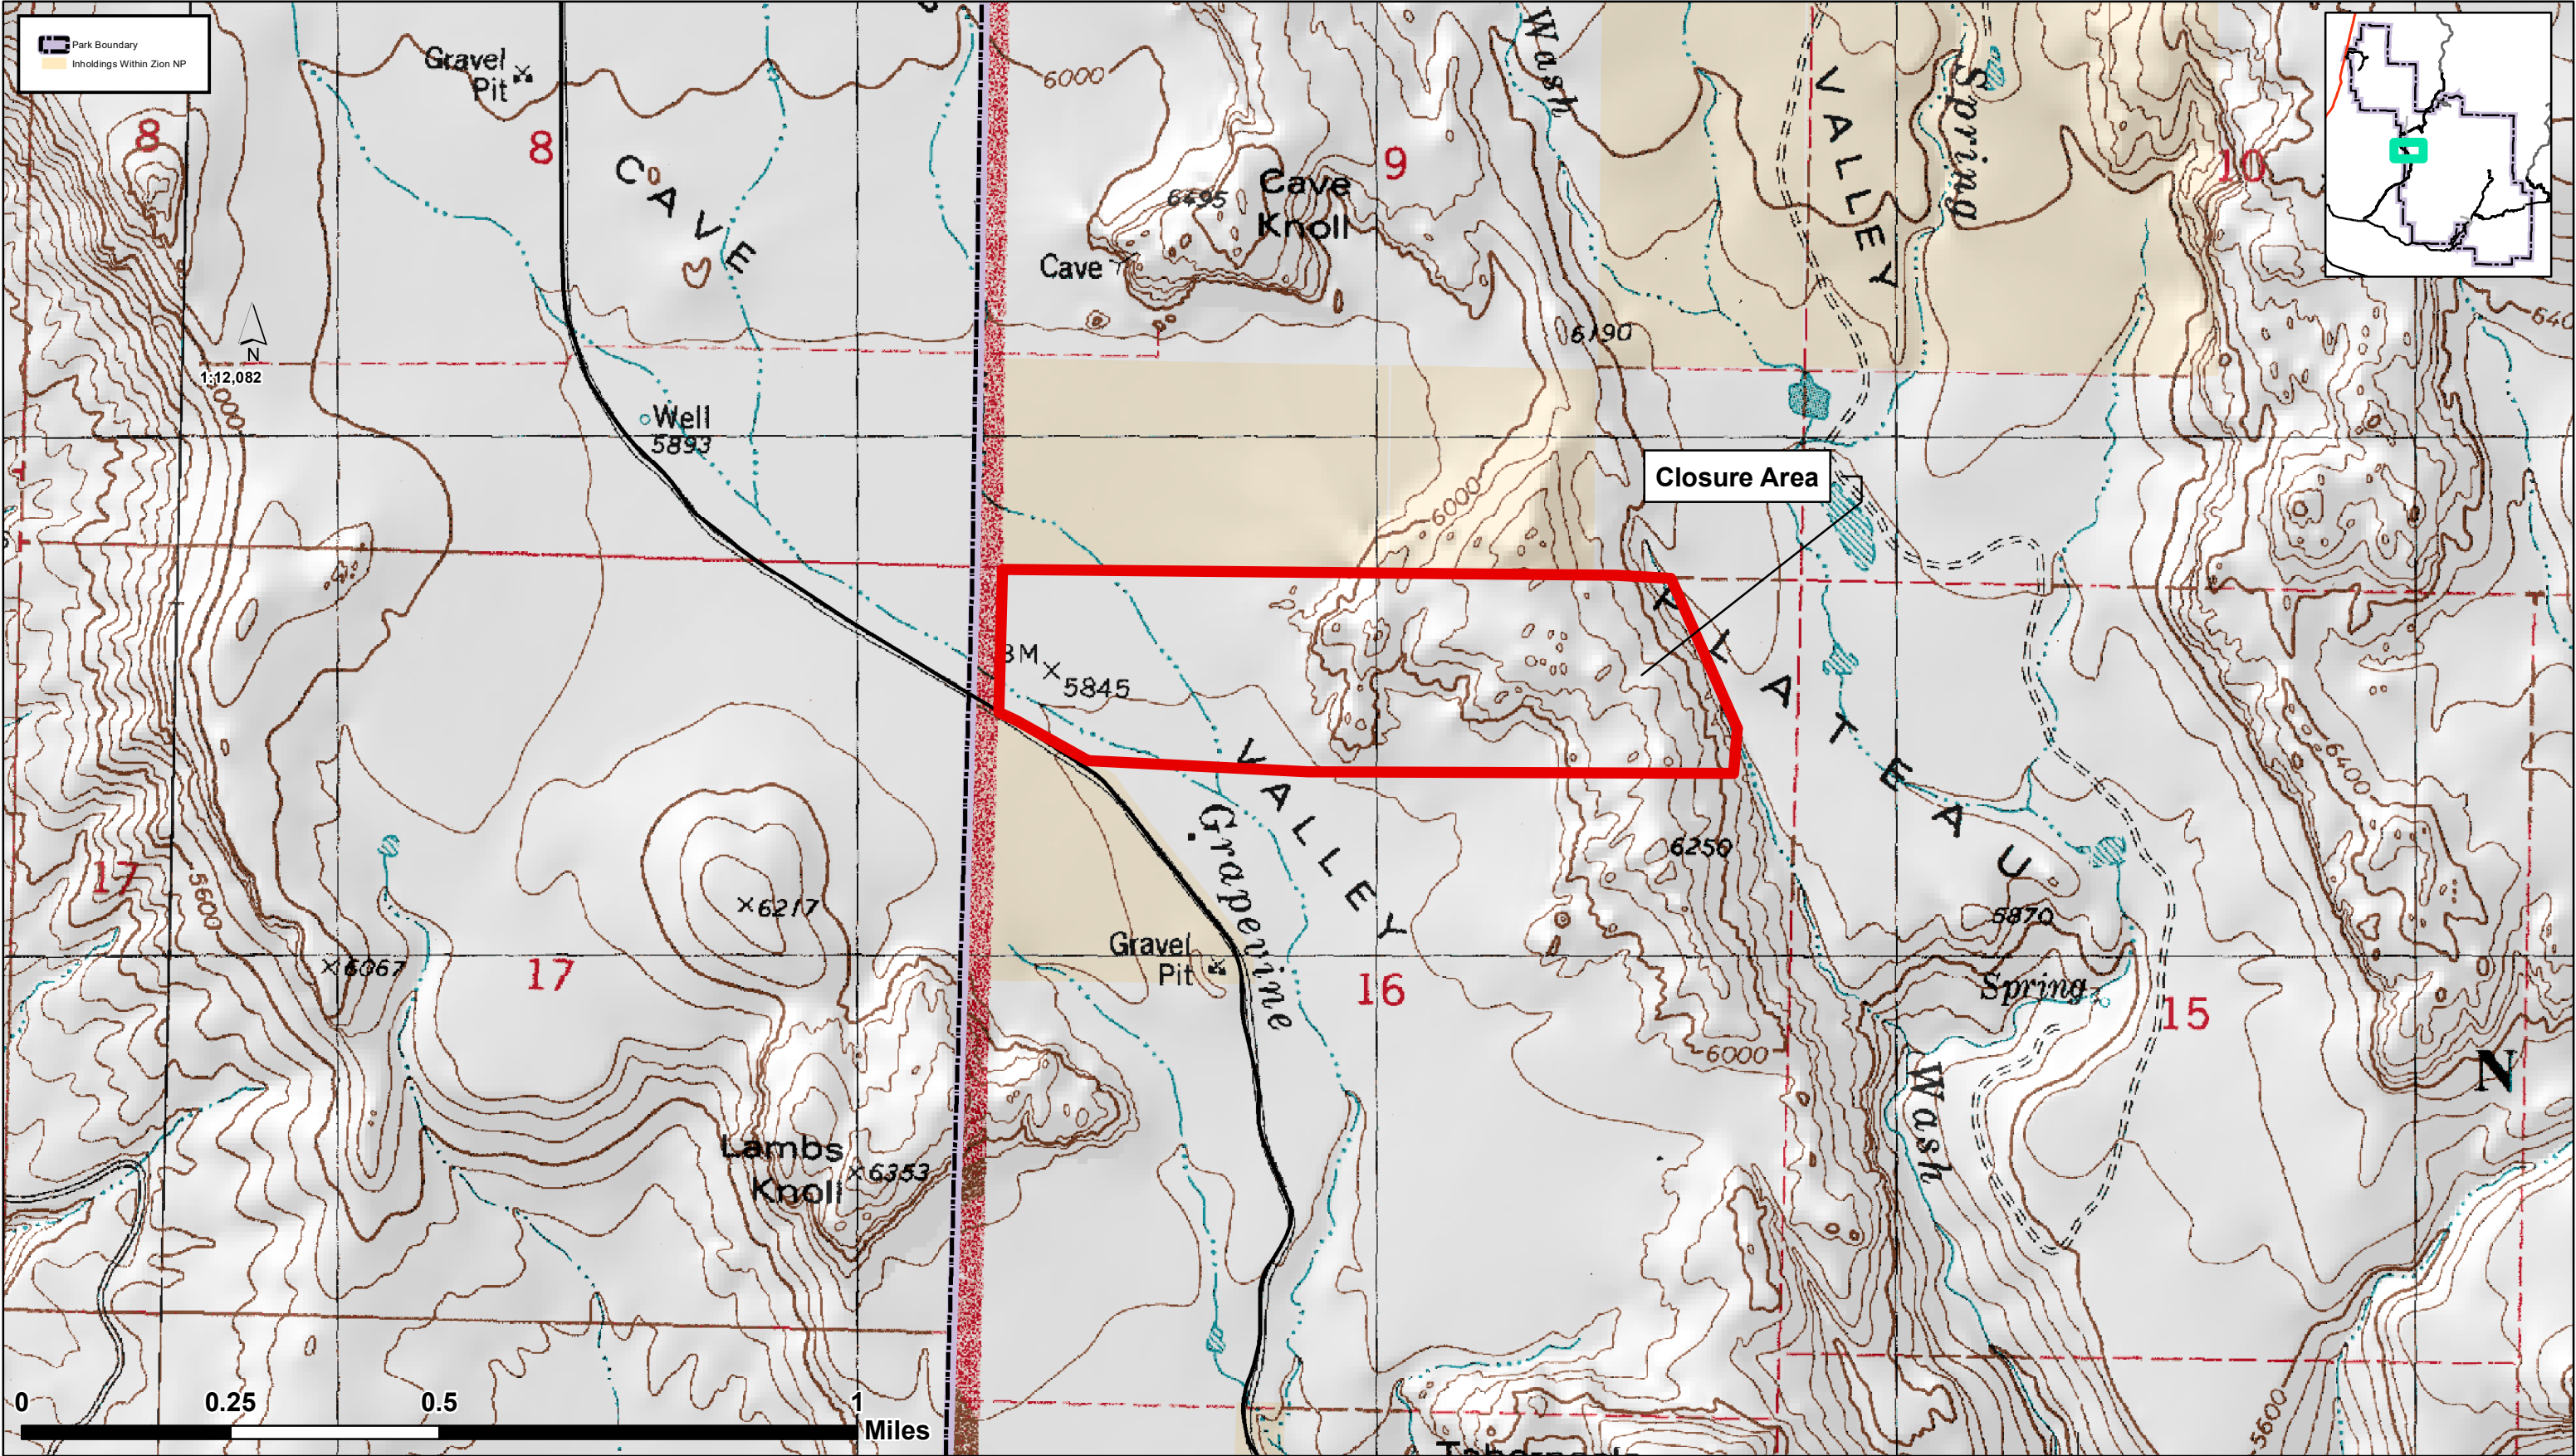 Park Boundary
Inholdings Within Zion NP
Gravel
Pit
6000
Wash
VALLEY
Spring
8
8
CAVE
6495
Cave
Knoll
9
10
Cave
N
1:12,082
6190
Well
5893
6000
Closure Area
BM
5845
PLATEAU
VALLEY
6400
6250
17
5600
6217
Grapevine
5870
6067
17
Gravel
Pit
16
Spring
15
6000
N
Wash
Lambs
Knoll
6353
0 0.25 0.5 1
Miles
5600